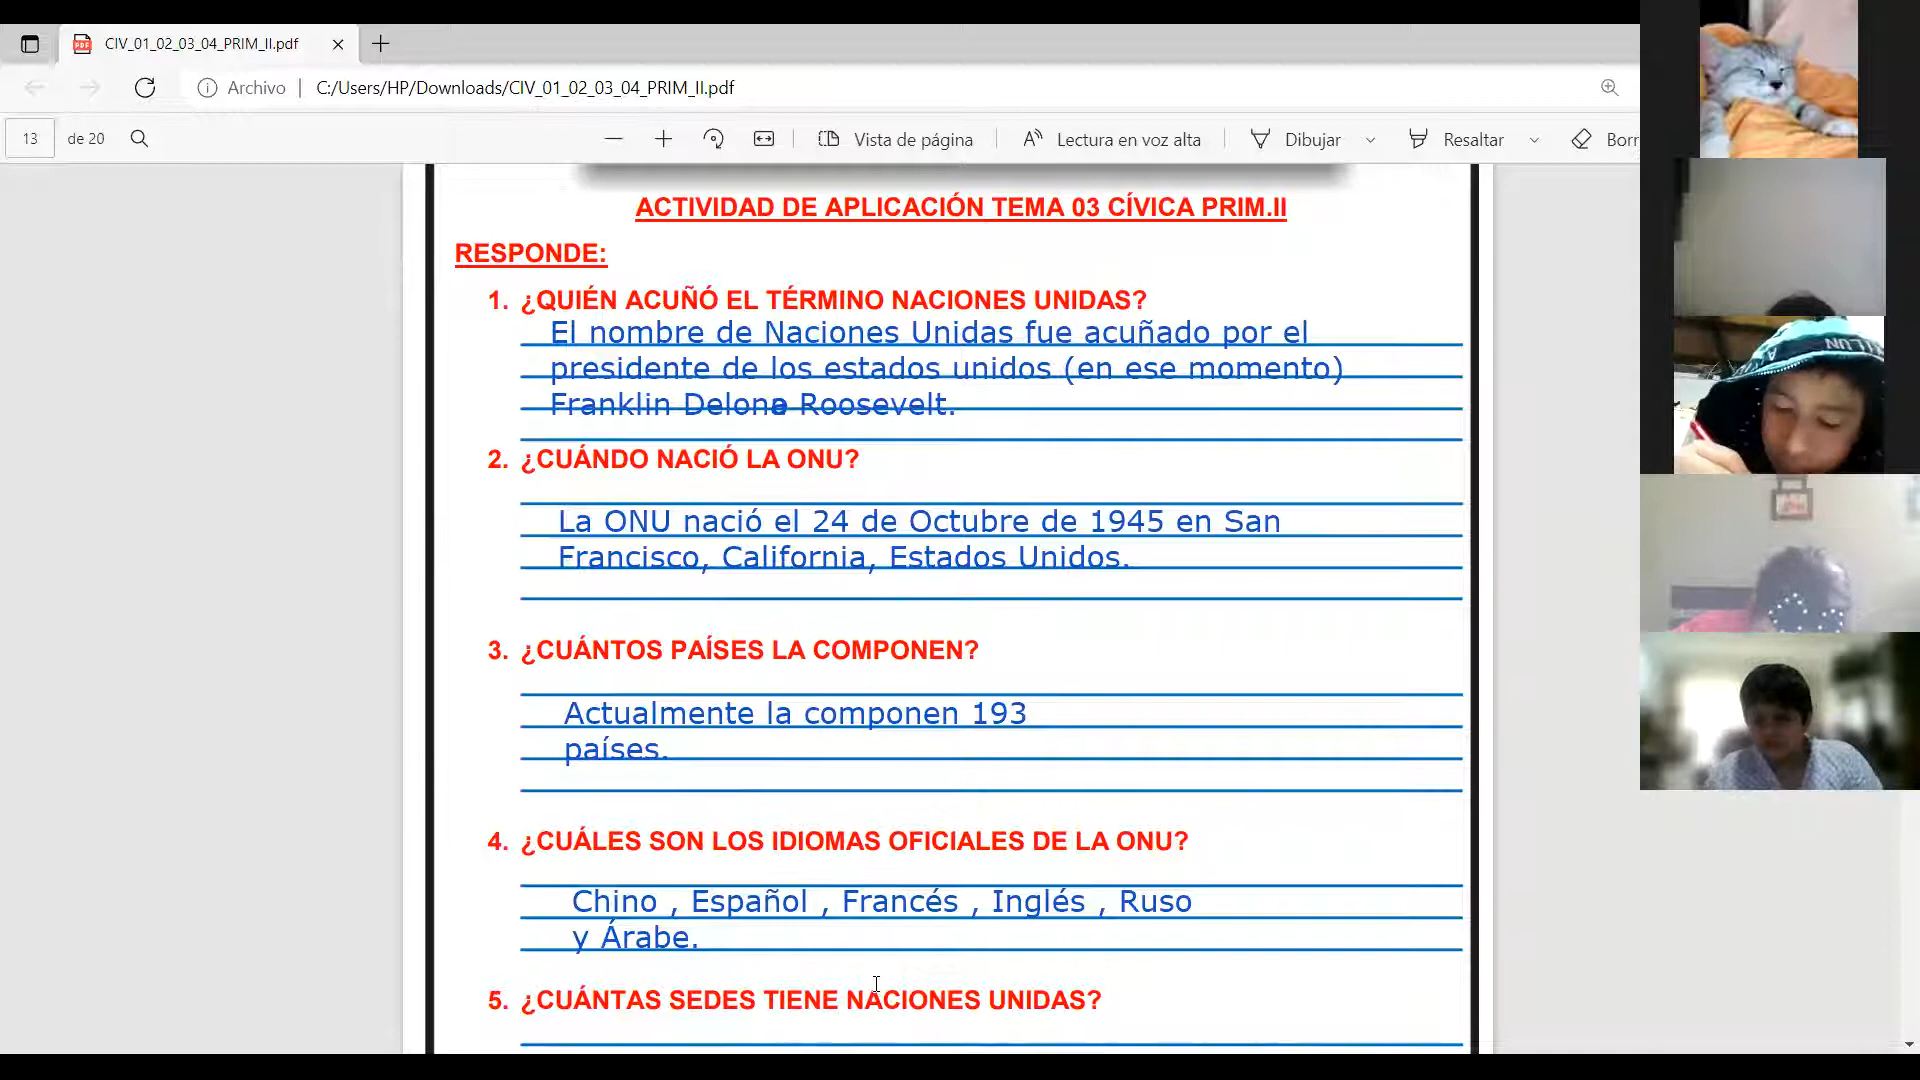 CIV_01_02_03_04_PRIM_II.pdf
Archivo
C:/Users/HP/Downloads/CIV_01_02_03_04_PRIM_II.pdf
13 de 20
Vista de página
Lectura en voz alta
Dibujar
Resaltar
ACTIVIDAD DE APLICACIÓN TEMA 03 CÍVICA PRIM.II
RESPONDE:
1. ¿QUIÉN ACUÑÓ EL TÉRMINO NACIONES UNIDAS?
El nombre de Naciones Unidas fue acuñado por el
presidente de los estados unidos (en ese momento)
Franklin Delono Roosevelt.
2. ¿CUÁNDO NACIÓ LA ONU?
La ONU nació el 24 de Octubre de 1945 en San
Francisco, California, Estados Unidos.
3. ¿CUÁNTOS PAÍSES LA COMPONEN?
Actualmente la componen 193
países.
4. ¿CUÁLES SON LOS IDIOMAS OFICIALES DE LA ONU?
Chino , Español , Francés , Inglés , Ruso
y Árabe.
5. ¿CUÁNTAS SEDES TIENE NACIONES UNIDAS?